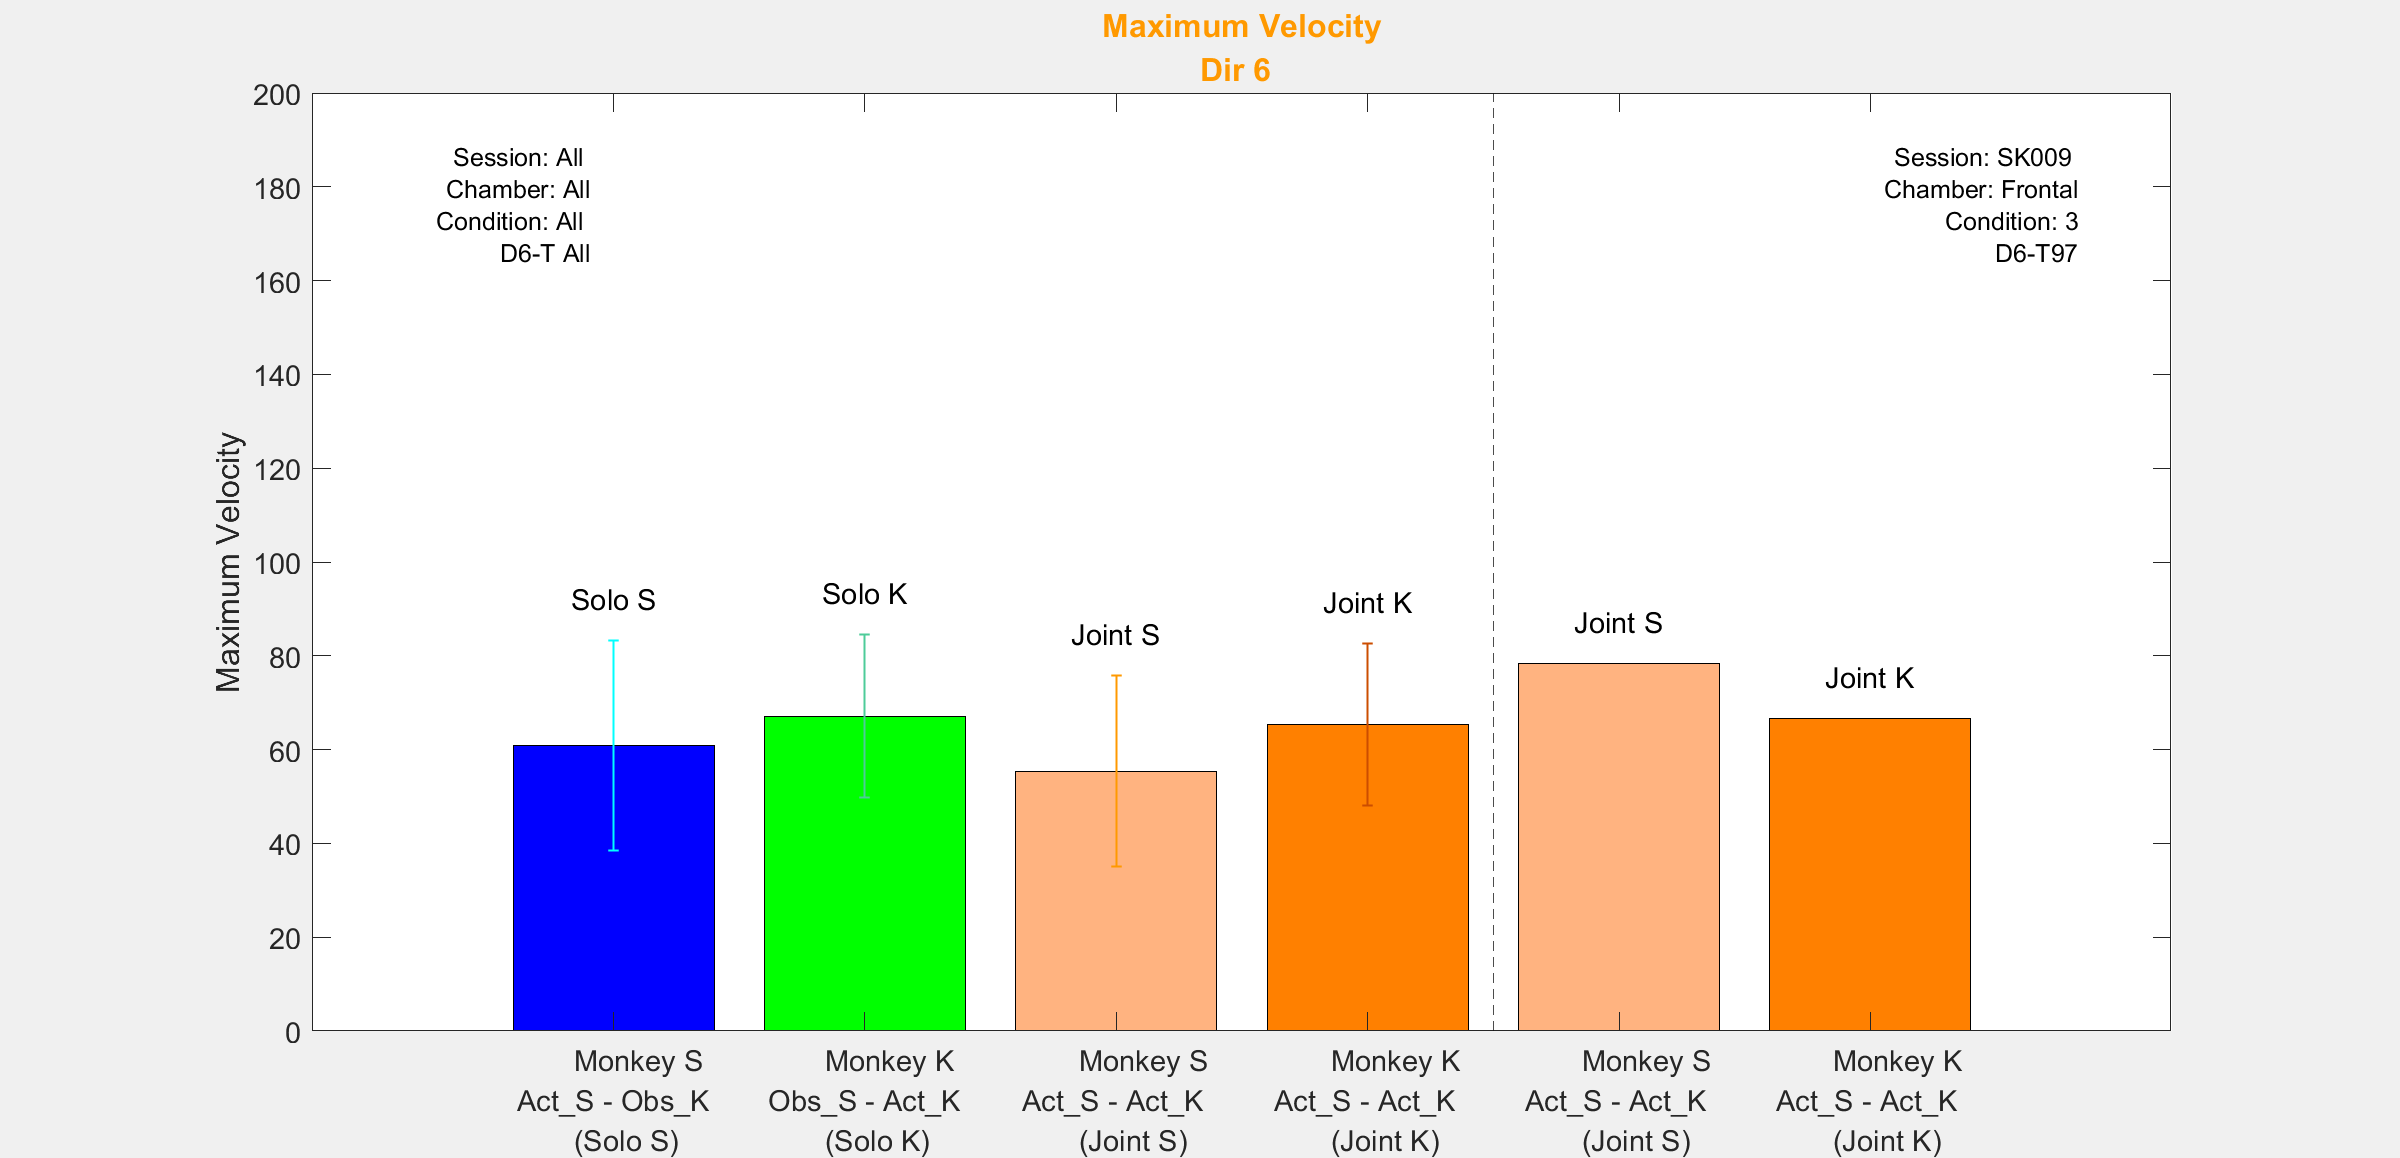 Maximum Velocity
Dir 6
200
180
160
140
120
100
80
60
40
20
0
Maximum Velocity
Session: All
Chamber: All
Condition: All
D6-T All
Session: SK009
Chamber: Frontal
Condition: 3
D6-T97
Solo S
Solo K
Joint S
Joint K
Joint S
Joint K
Monkey S
Act_S - Obs_K
(Solo S)
Monkey K
Obs_S - Act_K
(Solo K)
Monkey S
Act_S - Act_K
(Joint S)
Monkey K
Act_S - Act_K
(Joint K)
Monkey S
Act_S - Act_K
(Joint S)
Monkey K
Act_S - Act_K
(Joint K)